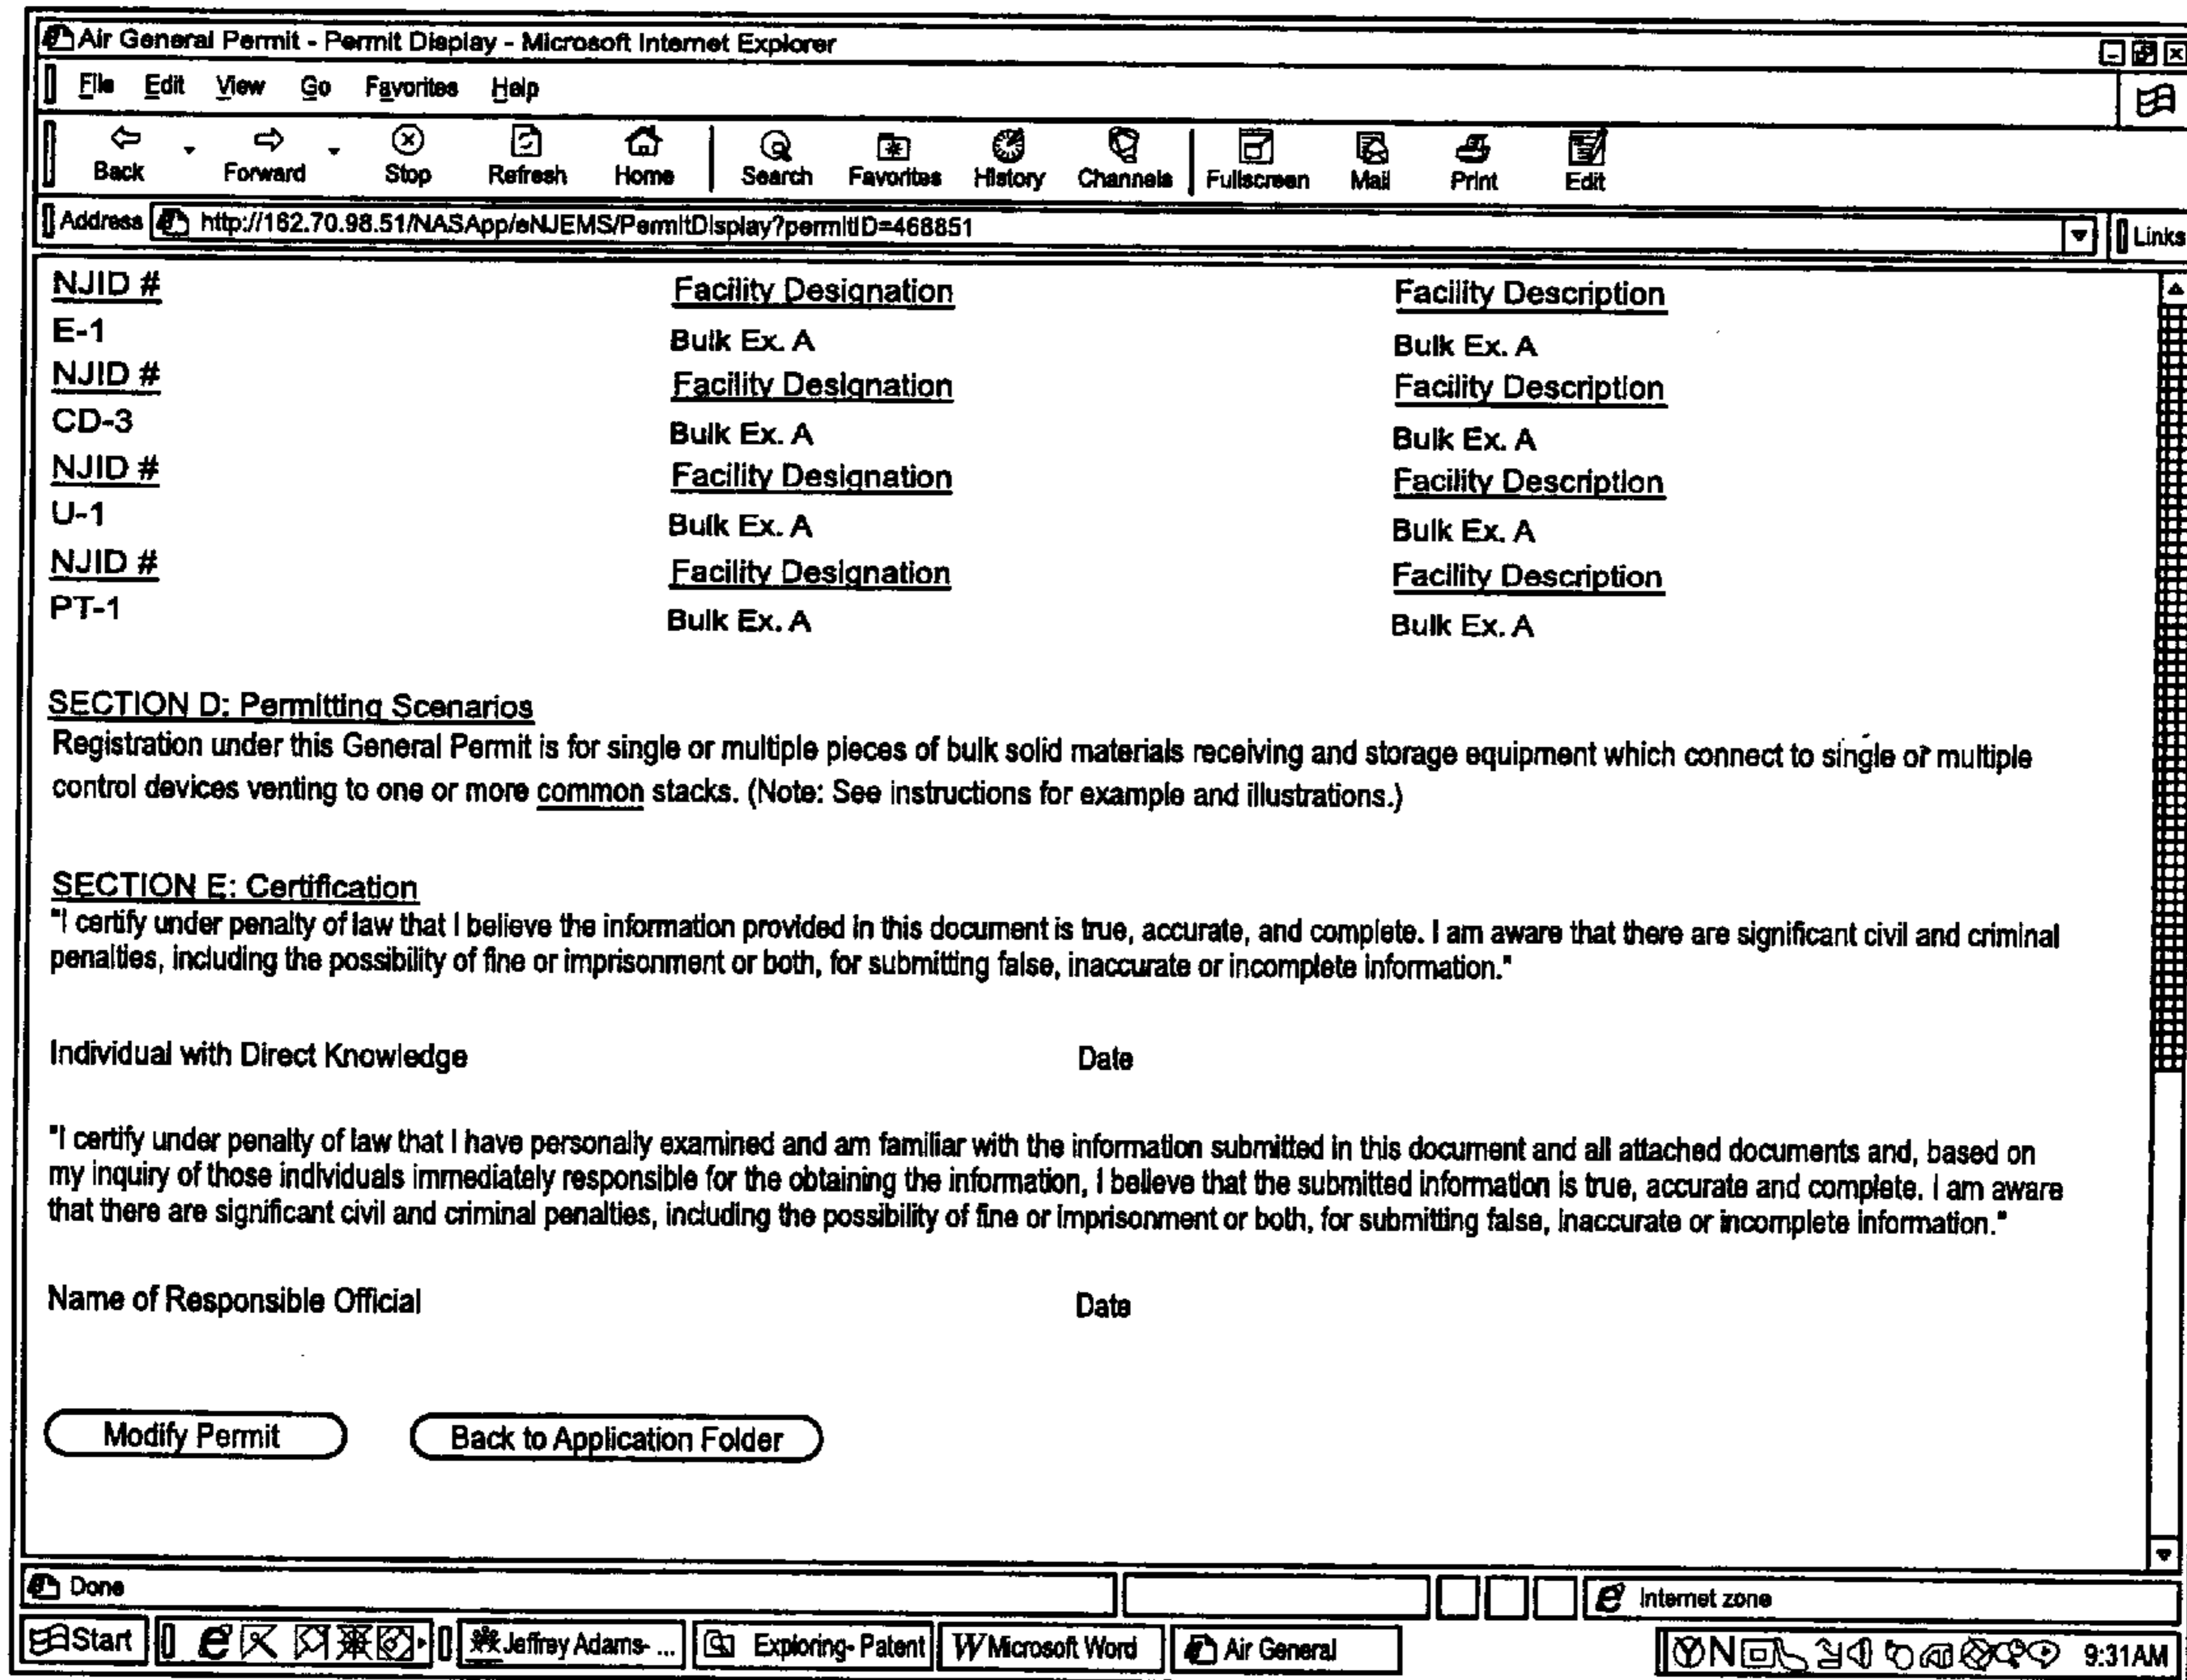 Air General Permit - Permit Display - Microsoft Internet Explorer
File Edit View Go Favorites Help
Back Forward Stop Refresh Home Search Favorites History Channels Fullscreen Mail Print Edit
Address http://162.70.98.51/NASApp/eNJEMS/PermitDisplay?permitID=468851 Links
NJID # Facility Designation Facility Description
E-1 Bulk Ex. A Bulk Ex. A
NJID # Facility Designation Facility Description
CD-3 Bulk Ex. A Bulk Ex. A
NJID # Facility Designation Facility Description
U-1 Bulk Ex. A Bulk Ex. A
NJID # Facility Designation Facility Description
PT-1 Bulk Ex. A Bulk Ex. A
SECTION D: Permitting Scenarios
Registration under this General Permit is for single or multiple pieces of bulk solid materials receiving and storage equipment which connect to single or multiple
control devices venting to one or more common stacks. (Note: See instructions for example and illustrations.)
SECTION E: Certification
"I certify under penalty of law that I believe the information provided in this document is true, accurate, and complete. I am aware that there are significant civil and criminal
penalties, including the possibility of fine or imprisonment or both, for submitting false, inaccurate or incomplete information."
Individual with Direct Knowledge Date
"I certify under penalty of law that I have personally examined and am familiar with the information submitted in this document and all attached documents and, based on
my inquiry of those individuals immediately responsible for the obtaining the information, I believe that the submitted information is true, accurate and complete. I am aware
that there are significant civil and criminal penalties, including the possibility of fine or imprisonment or both, for submitting false, inaccurate or incomplete information."
Name of Responsible Official Date
Modify Permit Back to Application Folder
Done Internet zone
Start Jeffrey Adams- ... Exploring- Patent W Microsoft Word Air General 9:31AM